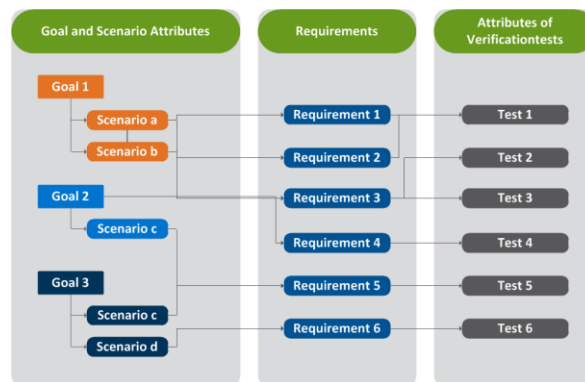 Goal and Scenario Attributes
Requirements
Attributes of
Verificationtests
Goal 1
Scenario a
Scenario b
Goal 2
Scenario c
Goal 3
Scenario c
Scenario d
Requirement 1
Requirement 2
Requirement 3
Requirement 4
Requirement 5
Requirement 6
Test 1
Test 2
Test 3
Test 4
Test 5
Test 6